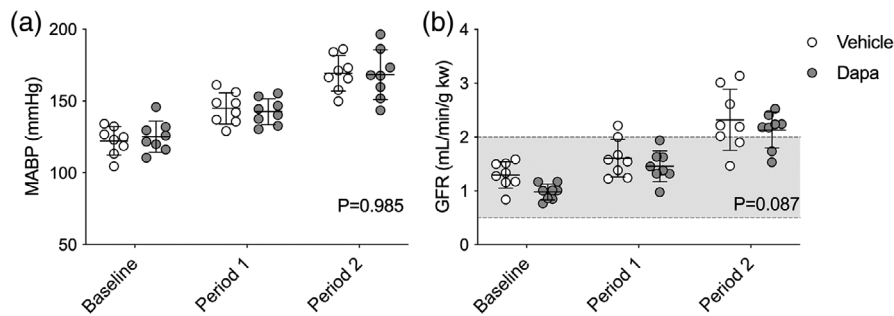 (a)
MABP (mmHg)
200
150
100
50
P=0.985
Baseline
Period 1
Period 2
(b)
GFR (mL/min/g kw)
4
3
2
1
0
P=0.087
Baseline
Period 1
Period 2
Vehicle
Dapa